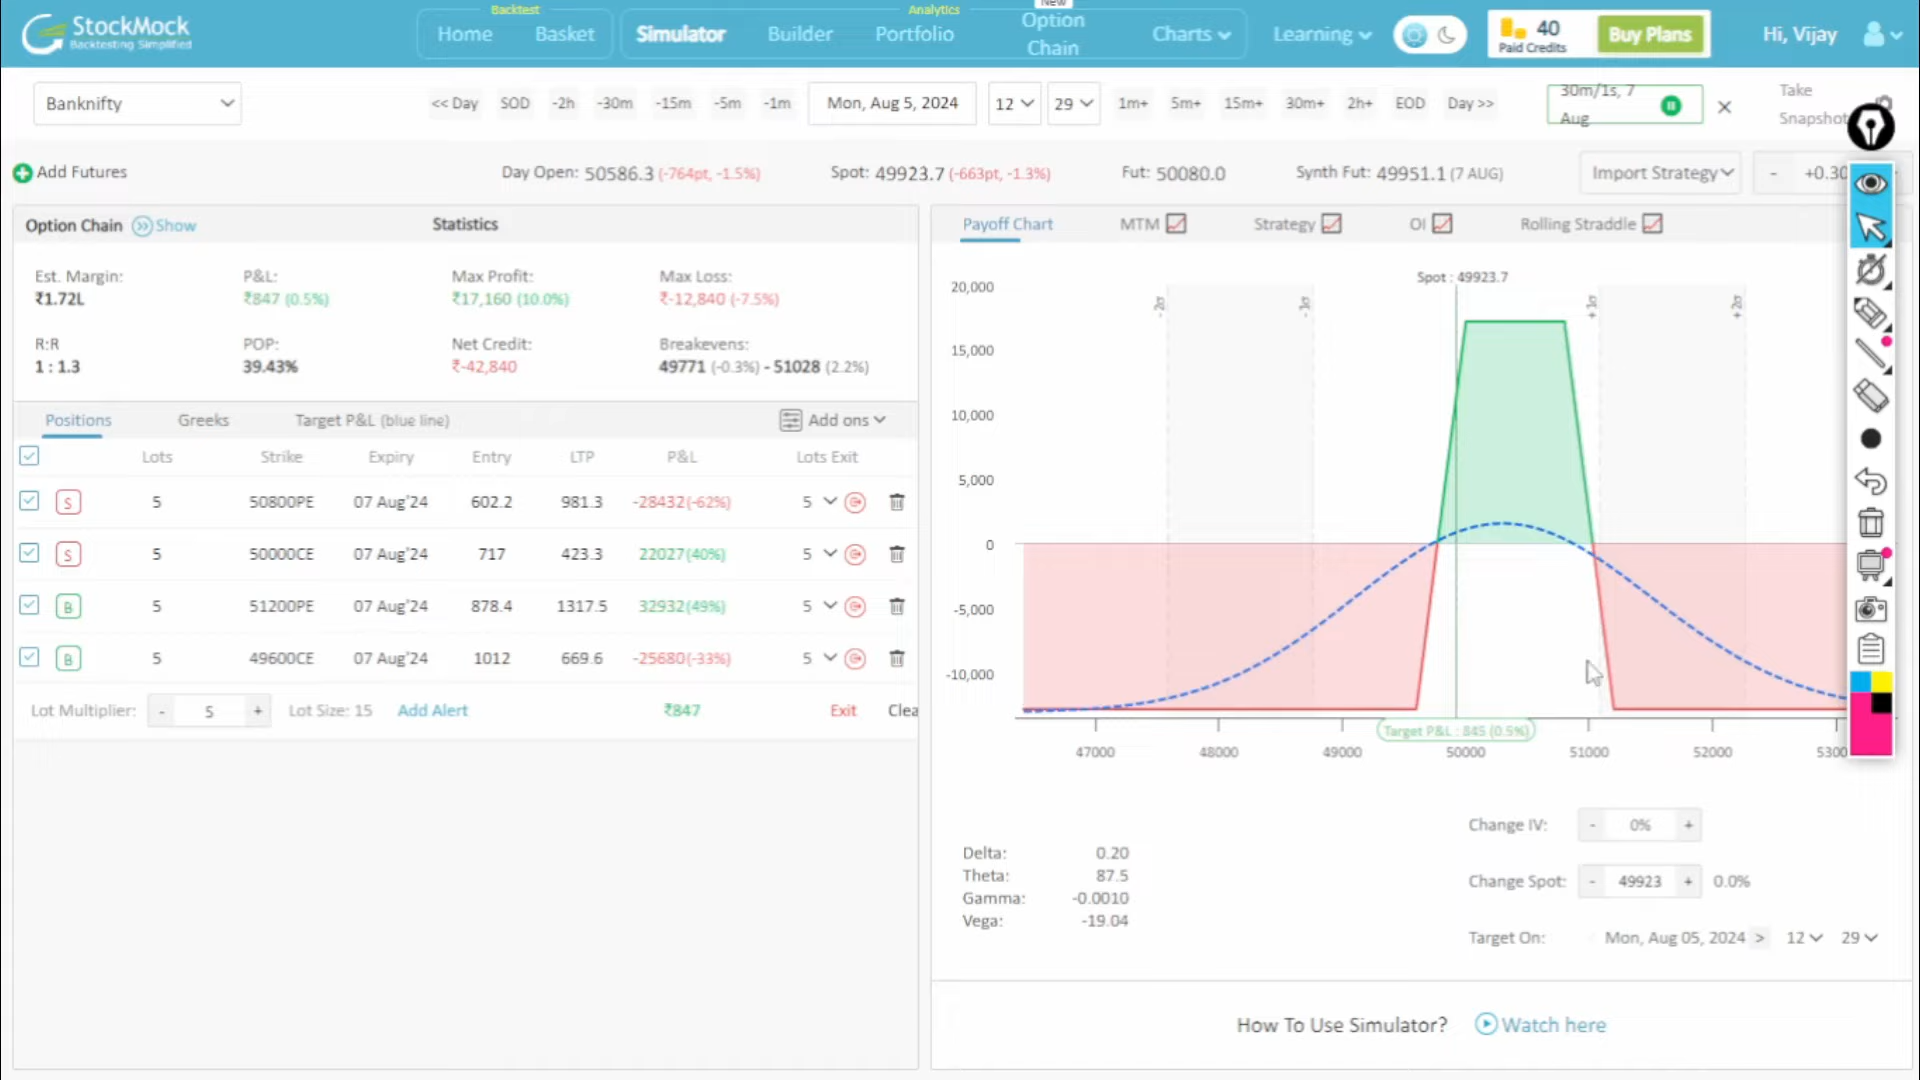 StockMock
Backtesting Simplified
Backtest
Home
Basket
Simulator
Builder
Analytics
Portfolio
New
Option
Chain
Charts
Learning
40
Paid Credits
Buy Plans
Hi, Vijay
Banknifty
<< Day
SOD
-2h
-30m
-15m
-5m
-1m
Mon, Aug 5, 2024
12
29
1m+
5m+
15m+
30m+
2h+
EOD
Day >>
30m/1s, 7
Aug
Take
Snapshot
Add Futures
Day Open: 50586.3 (-764pt, -1.5%)
Spot: 49923.7 (-663pt, -1.3%)
Fut: 50080.0
Synth Fut: 49951.1 (7 AUG)
Import Strategy
- +0.30
Option Chain Show
Statistics
Est. Margin:
₹1.72L
P&L:
₹847 (0.5%)
Max Profit:
₹17,160 (10.0%)
Max Loss:
₹-12,840 (-7.5%)
R:R
1 : 1.3
POP:
39.43%
Net Credit:
₹-42,840
Breakevens:
49771 (-0.3%) - 51028 (2.2%)
Positions
Greeks
Target P&L (blue line)
Add ons
Lots Strike Expiry Entry LTP P&L Lots Exit
S 5 50800PE 07 Aug'24 602.2 981.3 -28432(-62%) 5
S 5 50000CE 07 Aug'24 717 423.3 22027(40%) 5
B 5 51200PE 07 Aug'24 878.4 1317.5 32932(49%) 5
B 5 49600CE 07 Aug'24 1012 669.6 -25680(-33%) 5
Lot Multiplier: - 5 + Lot Size: 15 Add Alert ₹847 Exit Clea
Payoff Chart
MTM
Strategy
OI
Rolling Straddle
Spot : 49923.7
-2σ
-1σ
+1σ
+2σ
20,000
15,000
10,000
5,000
0
-5,000
-10,000
Target P&L : 845 (0.5%)
47000 48000 49000 50000 51000 52000 5300
Delta: 0.20
Theta: 87.5
Gamma: -0.0010
Vega: -19.04
Change IV: - 0% +
Change Spot: - 49923 + 0.0%
Target On: Mon, Aug 05, 2024 > 12 29
How To Use Simulator? Watch here